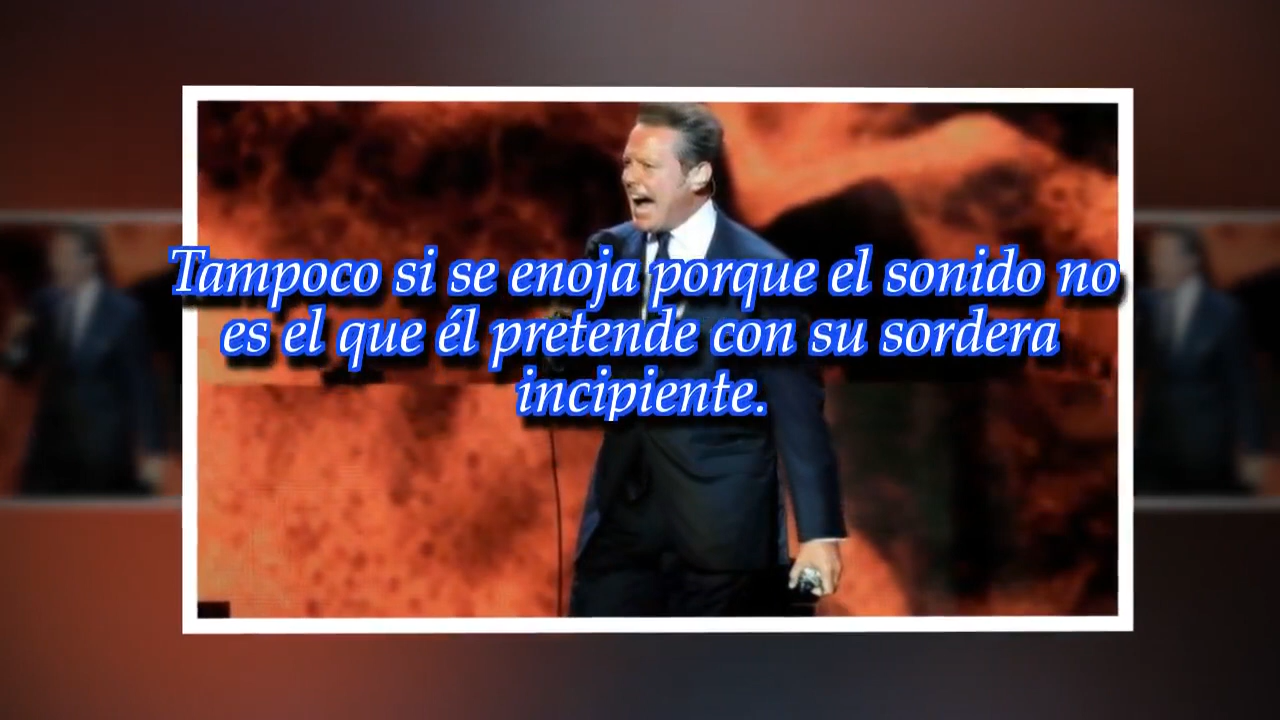 Tampoco si se enoja porque el sonido no
es el que él pretende con su sordera
incipiente.